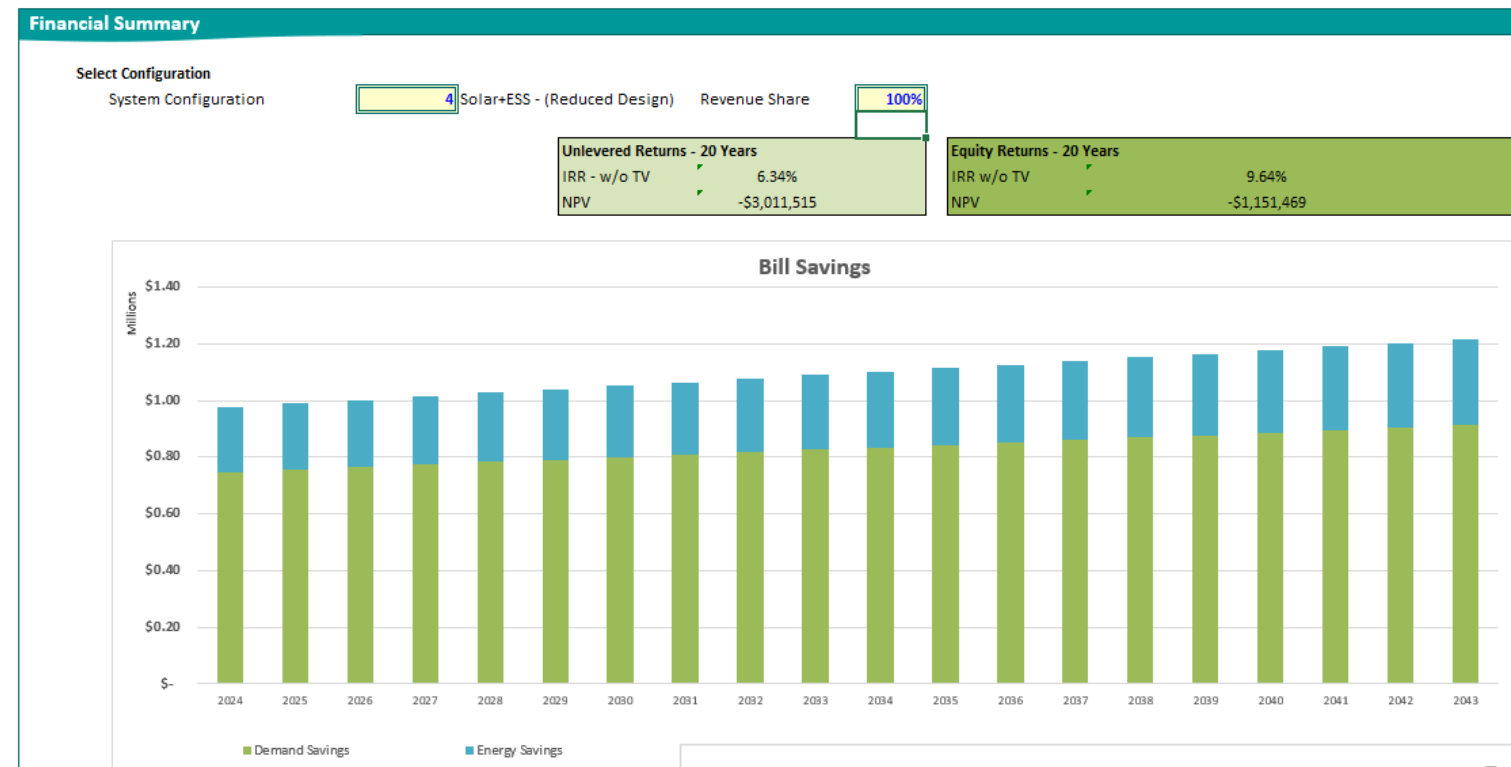 Financial Summary
Select Configuration
System Configuration 4 Solar+ESS - (Reduced Design) Revenue Share 100%
Unlevered Returns - 20 Years Equity Returns - 20 Years
IRR - w/o TV 6.34% IRR w/o TV 9.64%
NPV -$3,011,515 NPV -$1,151,469
Bill Savings
Millions
$1.40
$1.20
$1.00
$0.80
$0.60
$0.40
$0.20
$-
2024 2025 2026 2027 2028 2029 2030 2031 2032 2033 2034 2035 2036 2037 2038 2039 2040 2041 2042 2043
Demand Savings Energy Savings